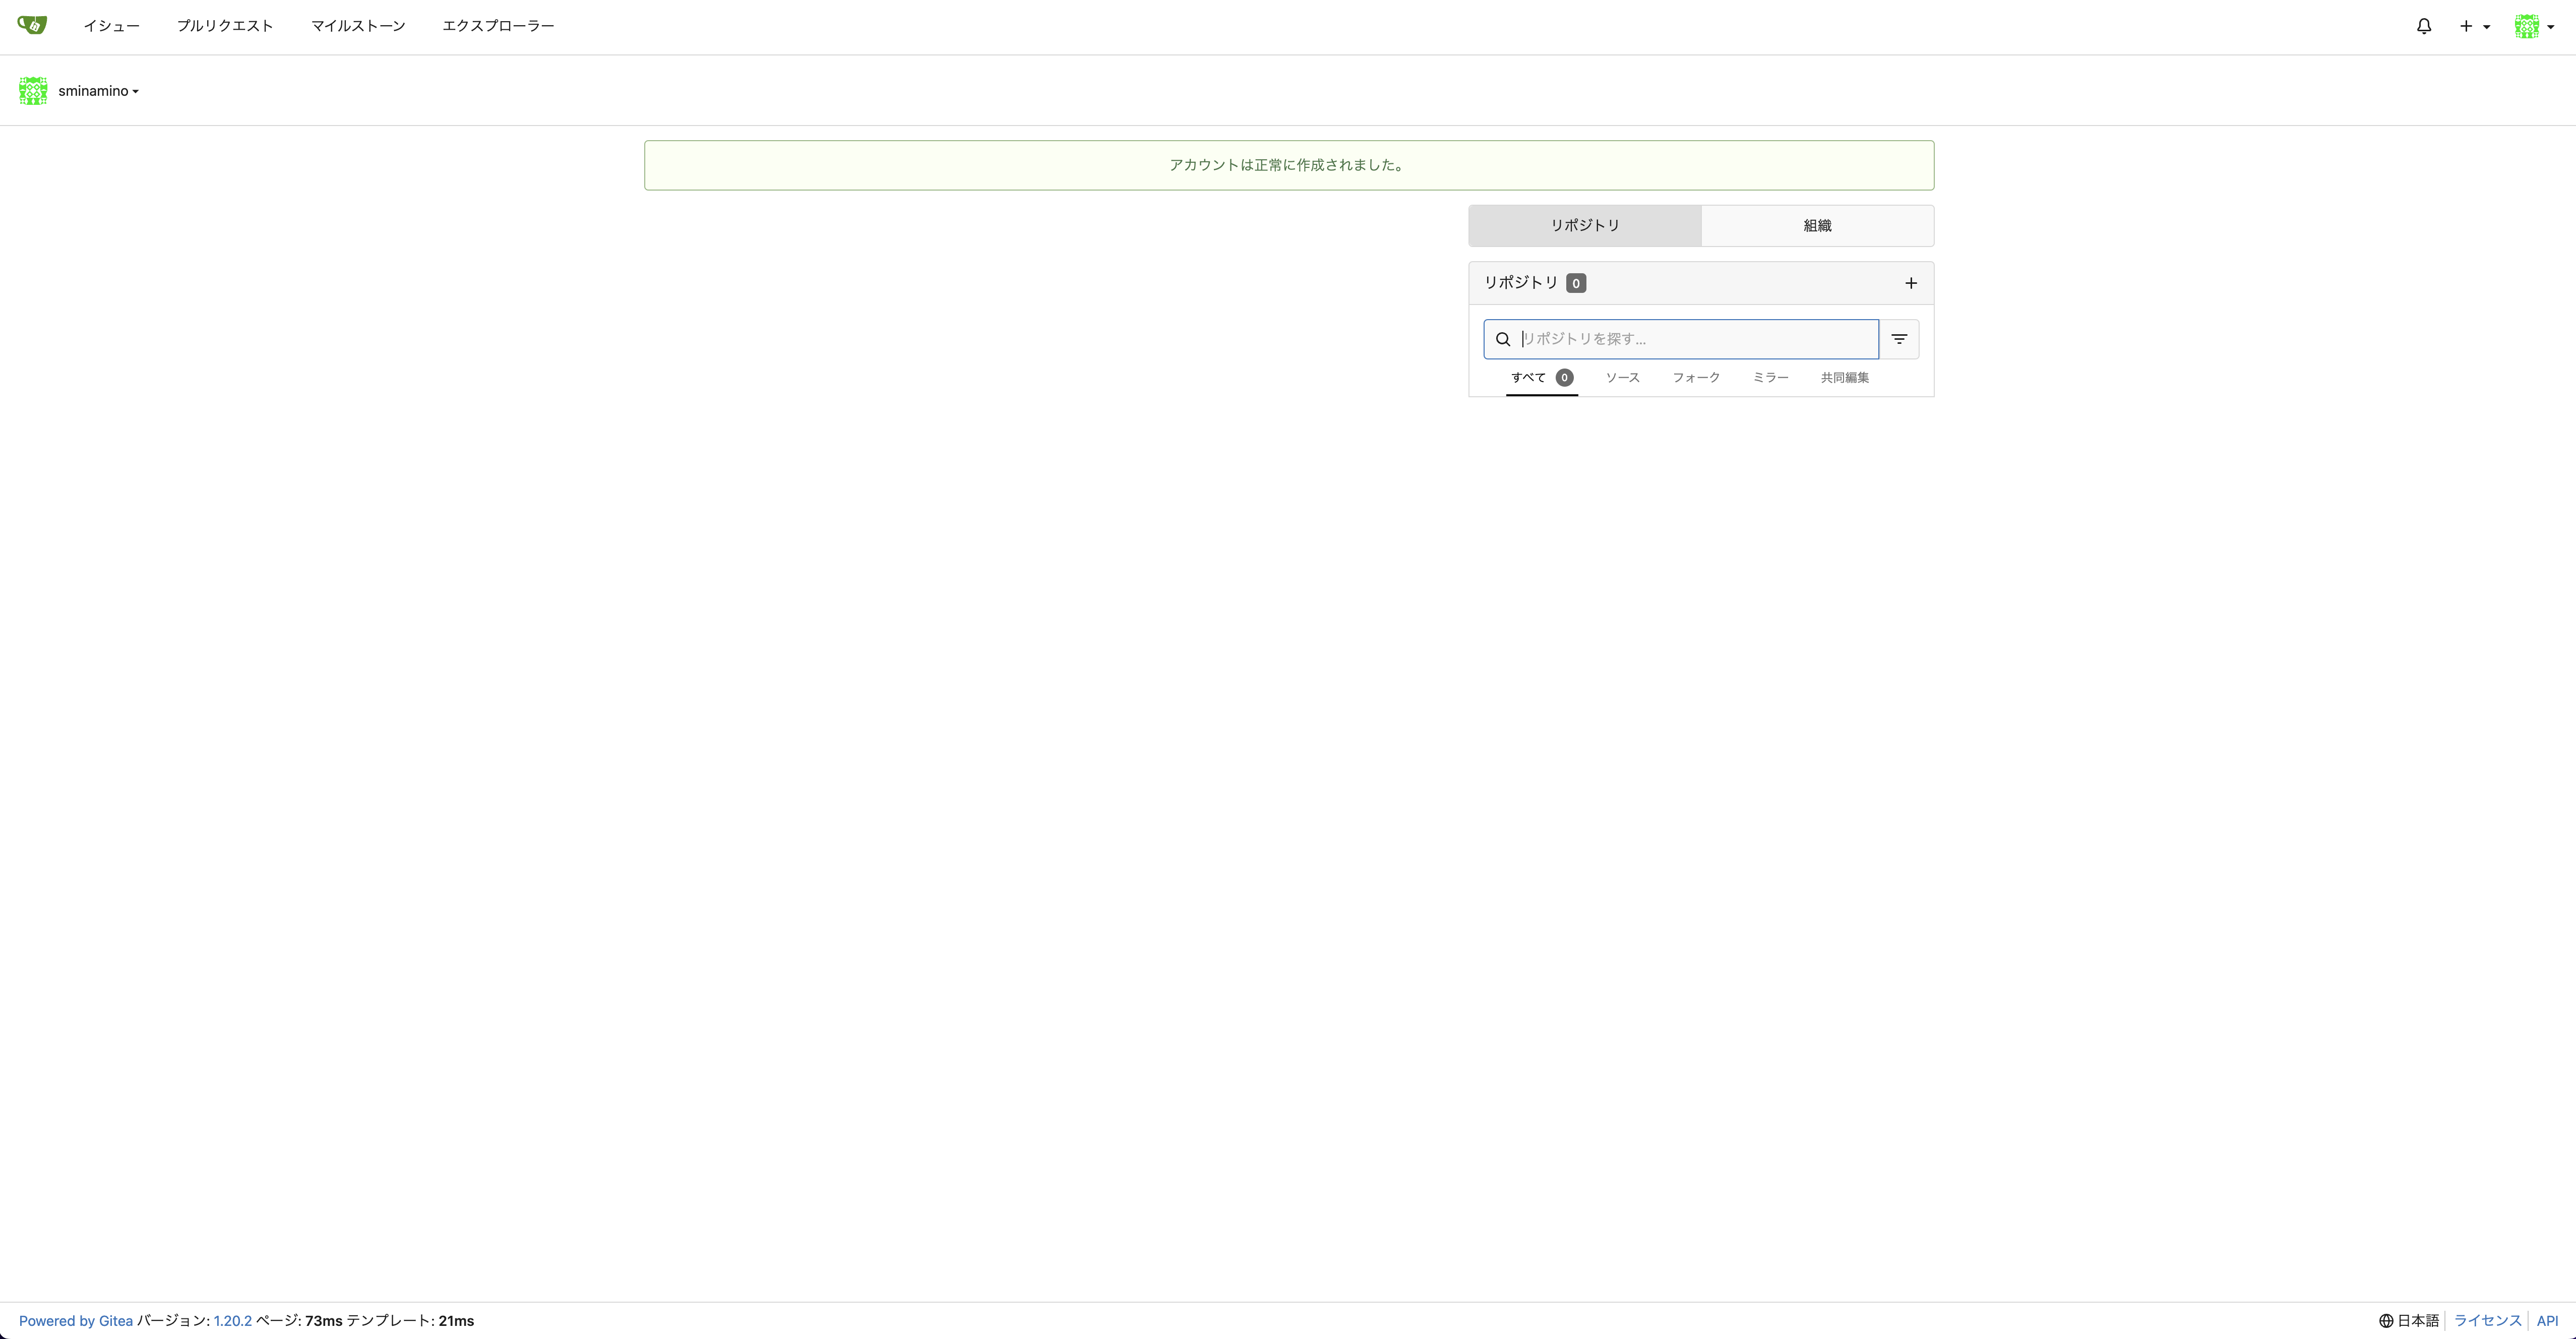 イシュー プルリクエスト マイルストーン エクスプローラー
sminamino
アカウントは正常に作成されました。
リポジトリ 組織
リポジトリ 0
リポジトリを探す...
すべて 0 ソース フォーク ミラー 共同編集
Powered by Gitea バージョン: 1.20.2 ページ: 73ms テンプレート: 21ms 日本語 ライセンス API